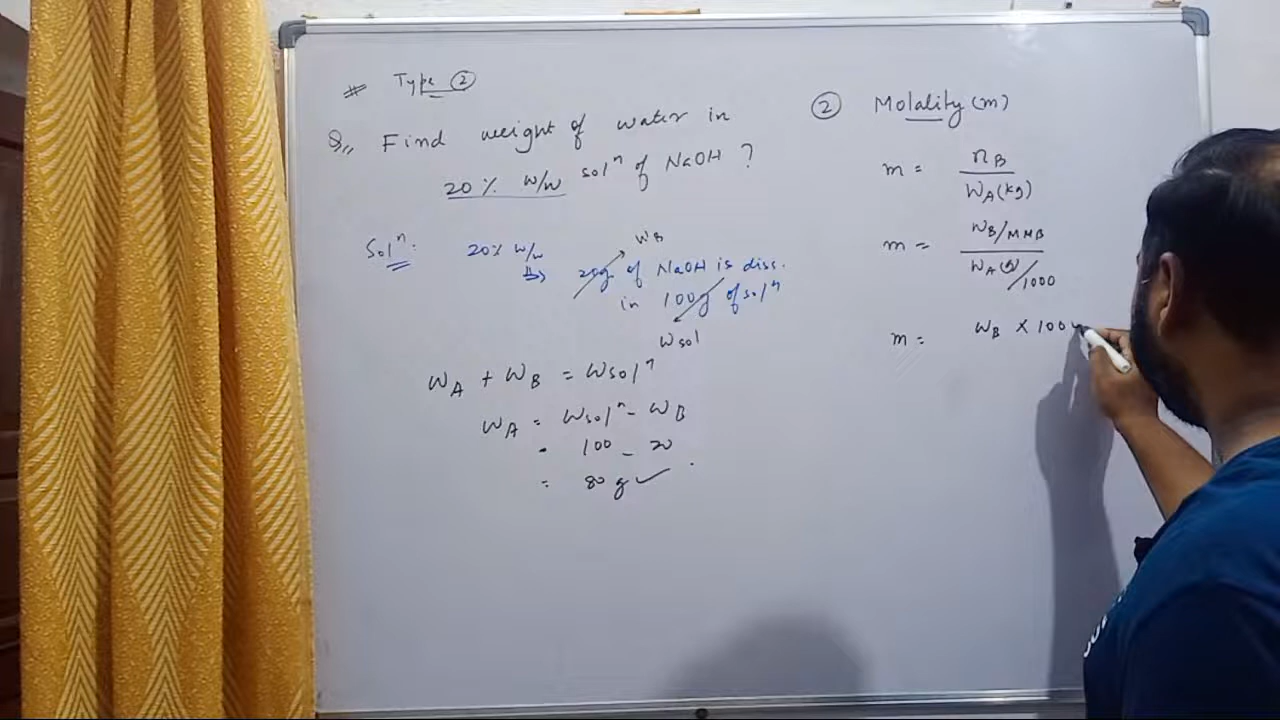 Type ②
Q,, Find weight of water in
20 % w/w solⁿ of NaOH ?
Solⁿ:
20% w/w
⇒ 20g of NaOH is diss.
in 100g of solⁿ
WB
Wsol
WA + WB = Wsolⁿ
WA = Wsolⁿ - WB
= 100 - 20
= 80 g ✓
② Molality (m)
m = nB / WA(kg)
m = WB/MMB / WA(g)/1000
m = WB × 100